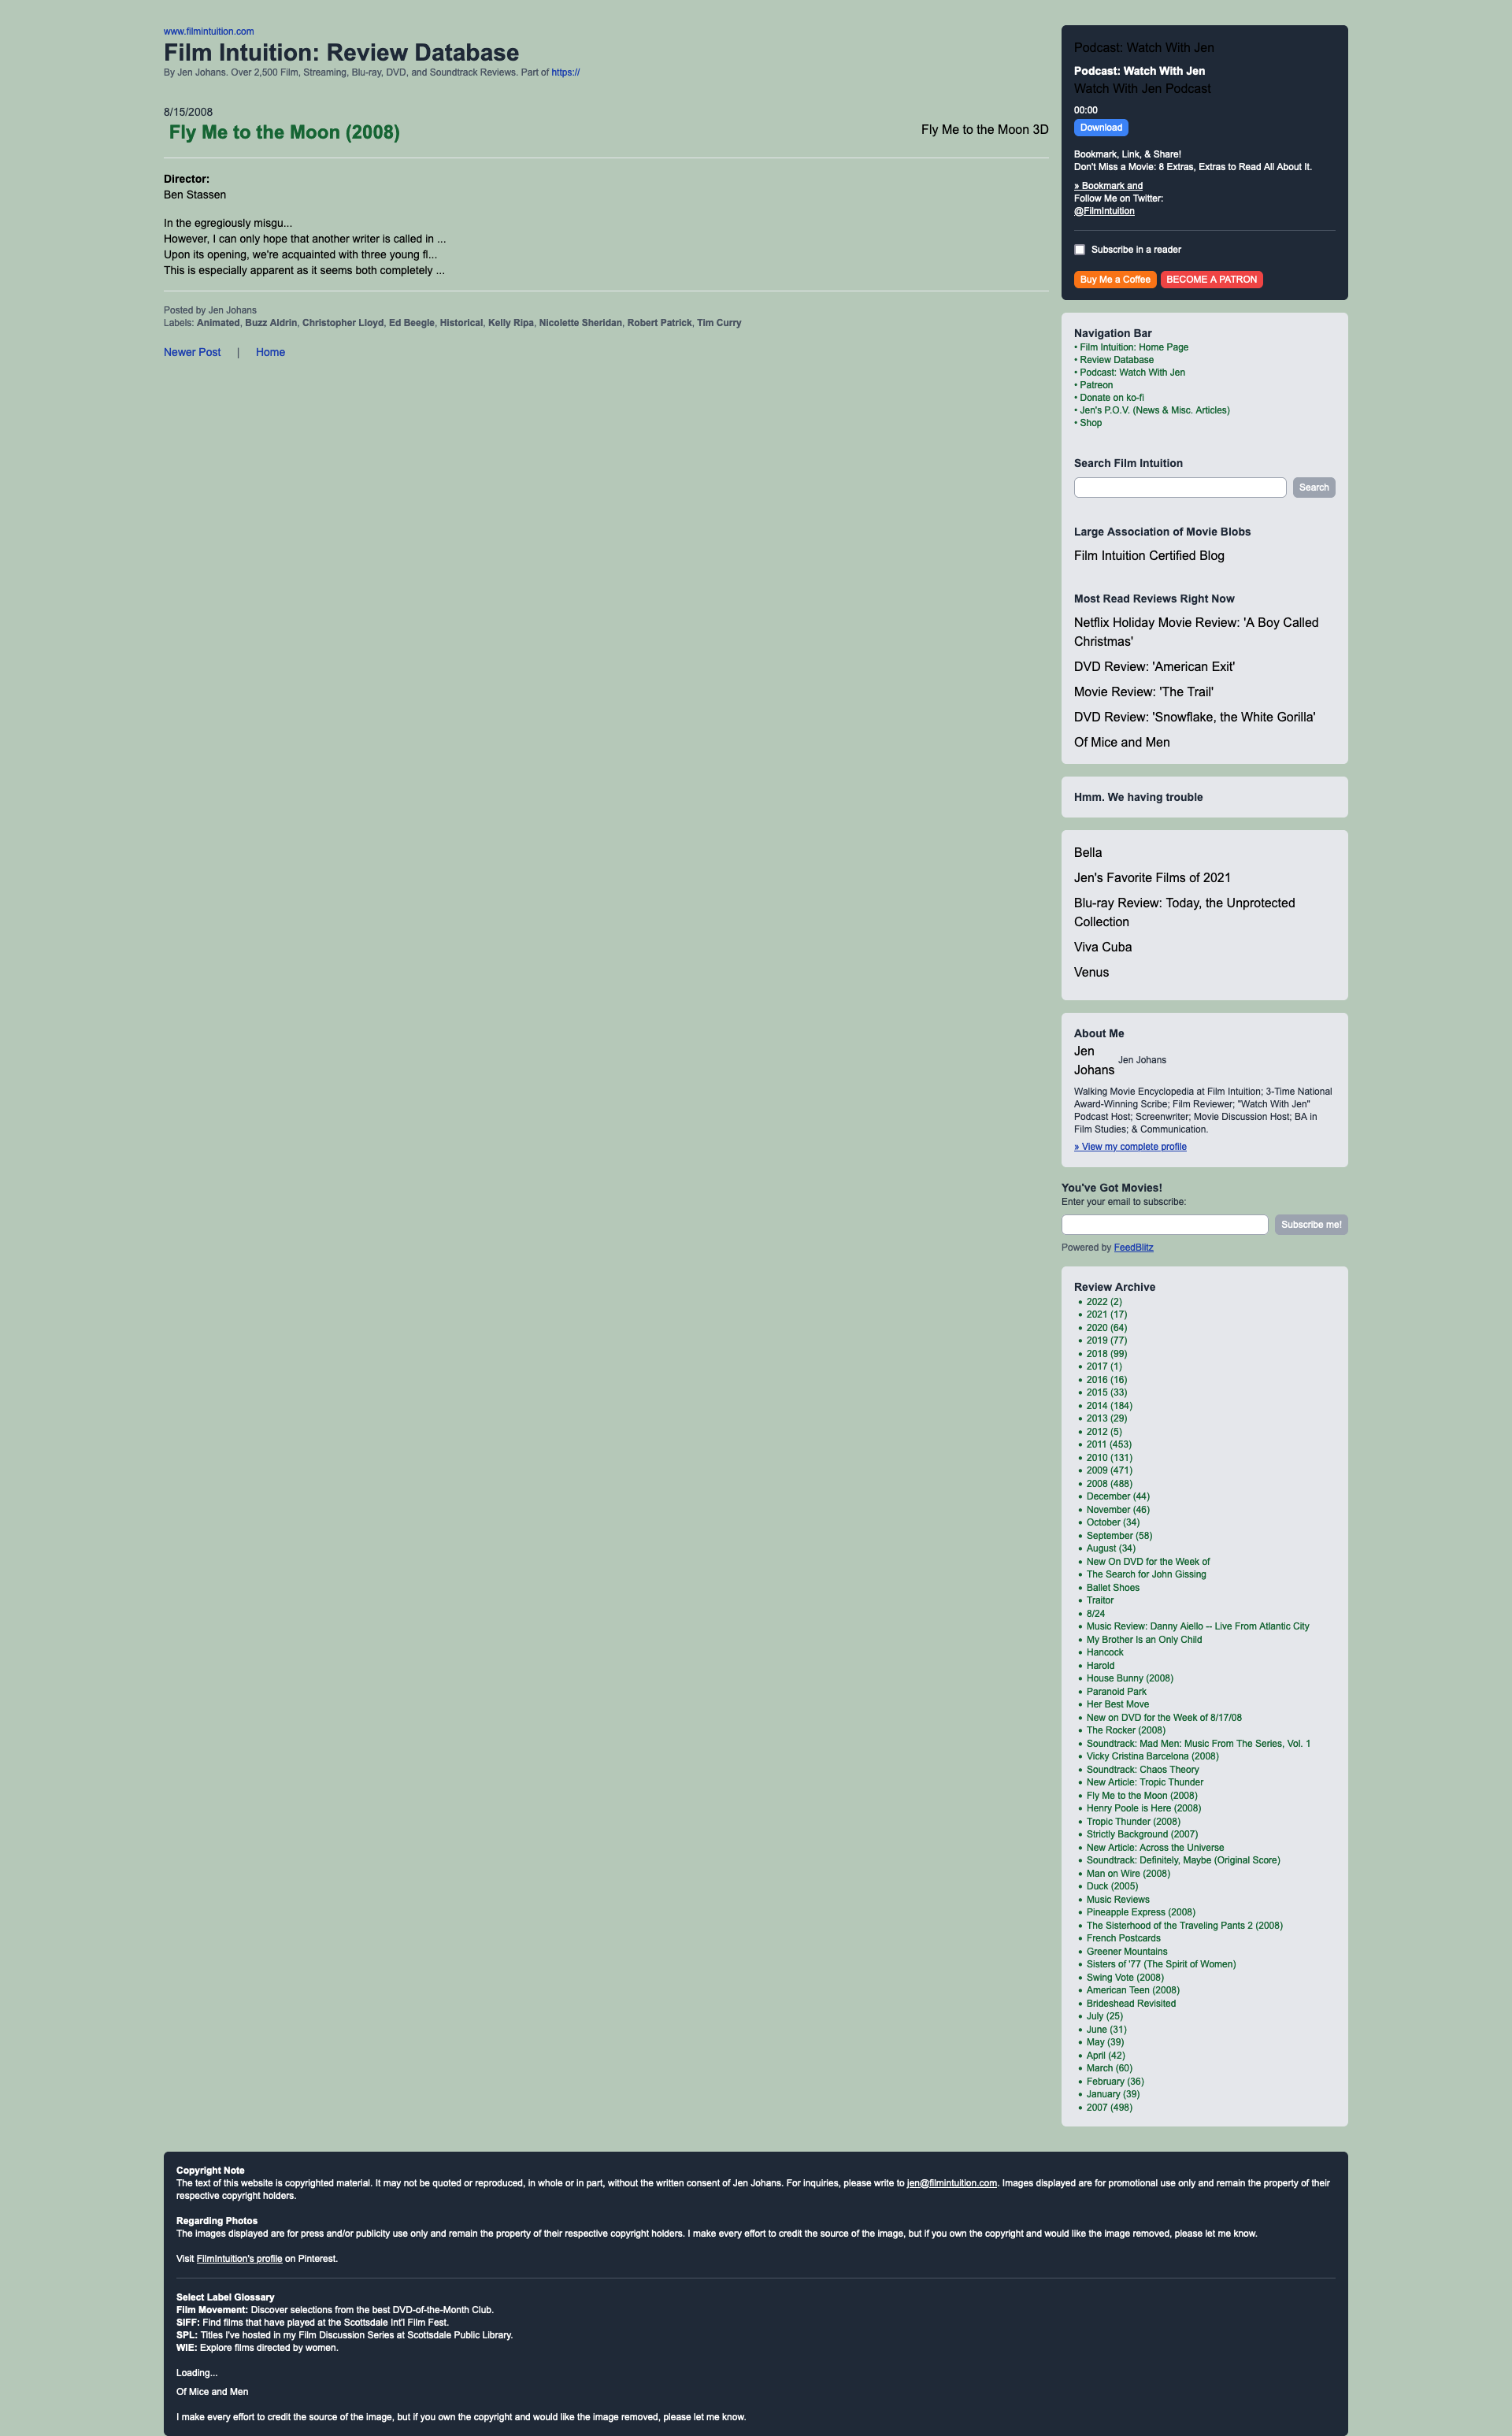 www.filmintuition.com
Film Intuition: Review Database
By Jen Johans. Over 2,500 Film, Streaming, Blu-ray, DVD, and Soundtrack Reviews. Part of https://
8/15/2008
Fly Me to the Moon (2008)
Fly Me to the Moon 3D
Director:
Ben Stassen
In the egregiously misgu...
However, I can only hope that another writer is called in ...
Upon its opening, we're acquainted with three young fl...
This is especially apparent as it seems both completely ...
Posted by Jen Johans
Labels: Animated, Buzz Aldrin, Christopher Lloyd, Ed Beegle, Historical, Kelly Ripa, Nicolette Sheridan, Robert Patrick, Tim Curry
Newer Post | Home
Podcast: Watch With Jen
Podcast: Watch With Jen
Watch With Jen Podcast
00:00
Download
Bookmark, Link, & Share!
Don't Miss a Movie: 8 Extras, Extras to Read All About It.
» Bookmark and
Follow Me on Twitter:
@FilmIntuition
Subscribe in a reader
Buy Me a Coffee
BECOME A PATRON
Navigation Bar
• Film Intuition: Home Page
• Review Database
• Podcast: Watch With Jen
• Patreon
• Donate on ko-fi
• Jen's P.O.V. (News & Misc. Articles)
• Shop
Search Film Intuition
Search
Large Association of Movie Blobs
Film Intuition Certified Blog
Most Read Reviews Right Now
Netflix Holiday Movie Review: 'A Boy Called
Christmas'
DVD Review: 'American Exit'
Movie Review: 'The Trail'
DVD Review: 'Snowflake, the White Gorilla'
Of Mice and Men
Hmm. We having trouble
Bella
Jen's Favorite Films of 2021
Blu-ray Review: Today, the Unprotected
Collection
Viva Cuba
Venus
About Me
Jen
Johans
Jen Johans
Walking Movie Encyclopedia at Film Intuition; 3-Time National
Award-Winning Scribe; Film Reviewer; "Watch With Jen"
Podcast Host; Screenwriter; Movie Discussion Host; BA in
Film Studies; & Communication.
» View my complete profile
You've Got Movies!
Enter your email to subscribe:
Subscribe me!
Powered by FeedBlitz
Review Archive
• 2022 (2)
• 2021 (17)
• 2020 (64)
• 2019 (77)
• 2018 (99)
• 2017 (1)
• 2016 (16)
• 2015 (33)
• 2014 (184)
• 2013 (29)
• 2012 (5)
• 2011 (453)
• 2010 (131)
• 2009 (471)
• 2008 (488)
• December (44)
• November (46)
• October (34)
• September (58)
• August (34)
• New On DVD for the Week of
• The Search for John Gissing
• Ballet Shoes
• Traitor
• 8/24
• Music Review: Danny Aiello -- Live From Atlantic City
• My Brother Is an Only Child
• Hancock
• Harold
• House Bunny (2008)
• Paranoid Park
• Her Best Move
• New on DVD for the Week of 8/17/08
• The Rocker (2008)
• Soundtrack: Mad Men: Music From The Series, Vol. 1
• Vicky Cristina Barcelona (2008)
• Soundtrack: Chaos Theory
• New Article: Tropic Thunder
• Fly Me to the Moon (2008)
• Henry Poole is Here (2008)
• Tropic Thunder (2008)
• Strictly Background (2007)
• New Article: Across the Universe
• Soundtrack: Definitely, Maybe (Original Score)
• Man on Wire (2008)
• Duck (2005)
• Music Reviews
• Pineapple Express (2008)
• The Sisterhood of the Traveling Pants 2 (2008)
• French Postcards
• Greener Mountains
• Sisters of '77 (The Spirit of Women)
• Swing Vote (2008)
• American Teen (2008)
• Brideshead Revisited
• July (25)
• June (31)
• May (39)
• April (42)
• March (60)
• February (36)
• January (39)
• 2007 (498)
Copyright Note
The text of this website is copyrighted material. It may not be quoted or reproduced, in whole or in part, without the written consent of Jen Johans. For inquiries, please write to jen@filmintuition.com. Images displayed are for promotional use only and remain the property of their
respective copyright holders.
Regarding Photos
The images displayed are for press and/or publicity use only and remain the property of their respective copyright holders. I make every effort to credit the source of the image, but if you own the copyright and would like the image removed, please let me know.
Visit FilmIntuition's profile on Pinterest.
Select Label Glossary
Film Movement: Discover selections from the best DVD-of-the-Month Club.
SIFF: Find films that have played at the Scottsdale Int'l Film Fest.
SPL: Titles I've hosted in my Film Discussion Series at Scottsdale Public Library.
WIE: Explore films directed by women.
Loading...
Of Mice and Men
I make every effort to credit the source of the image, but if you own the copyright and would like the image removed, please let me know.